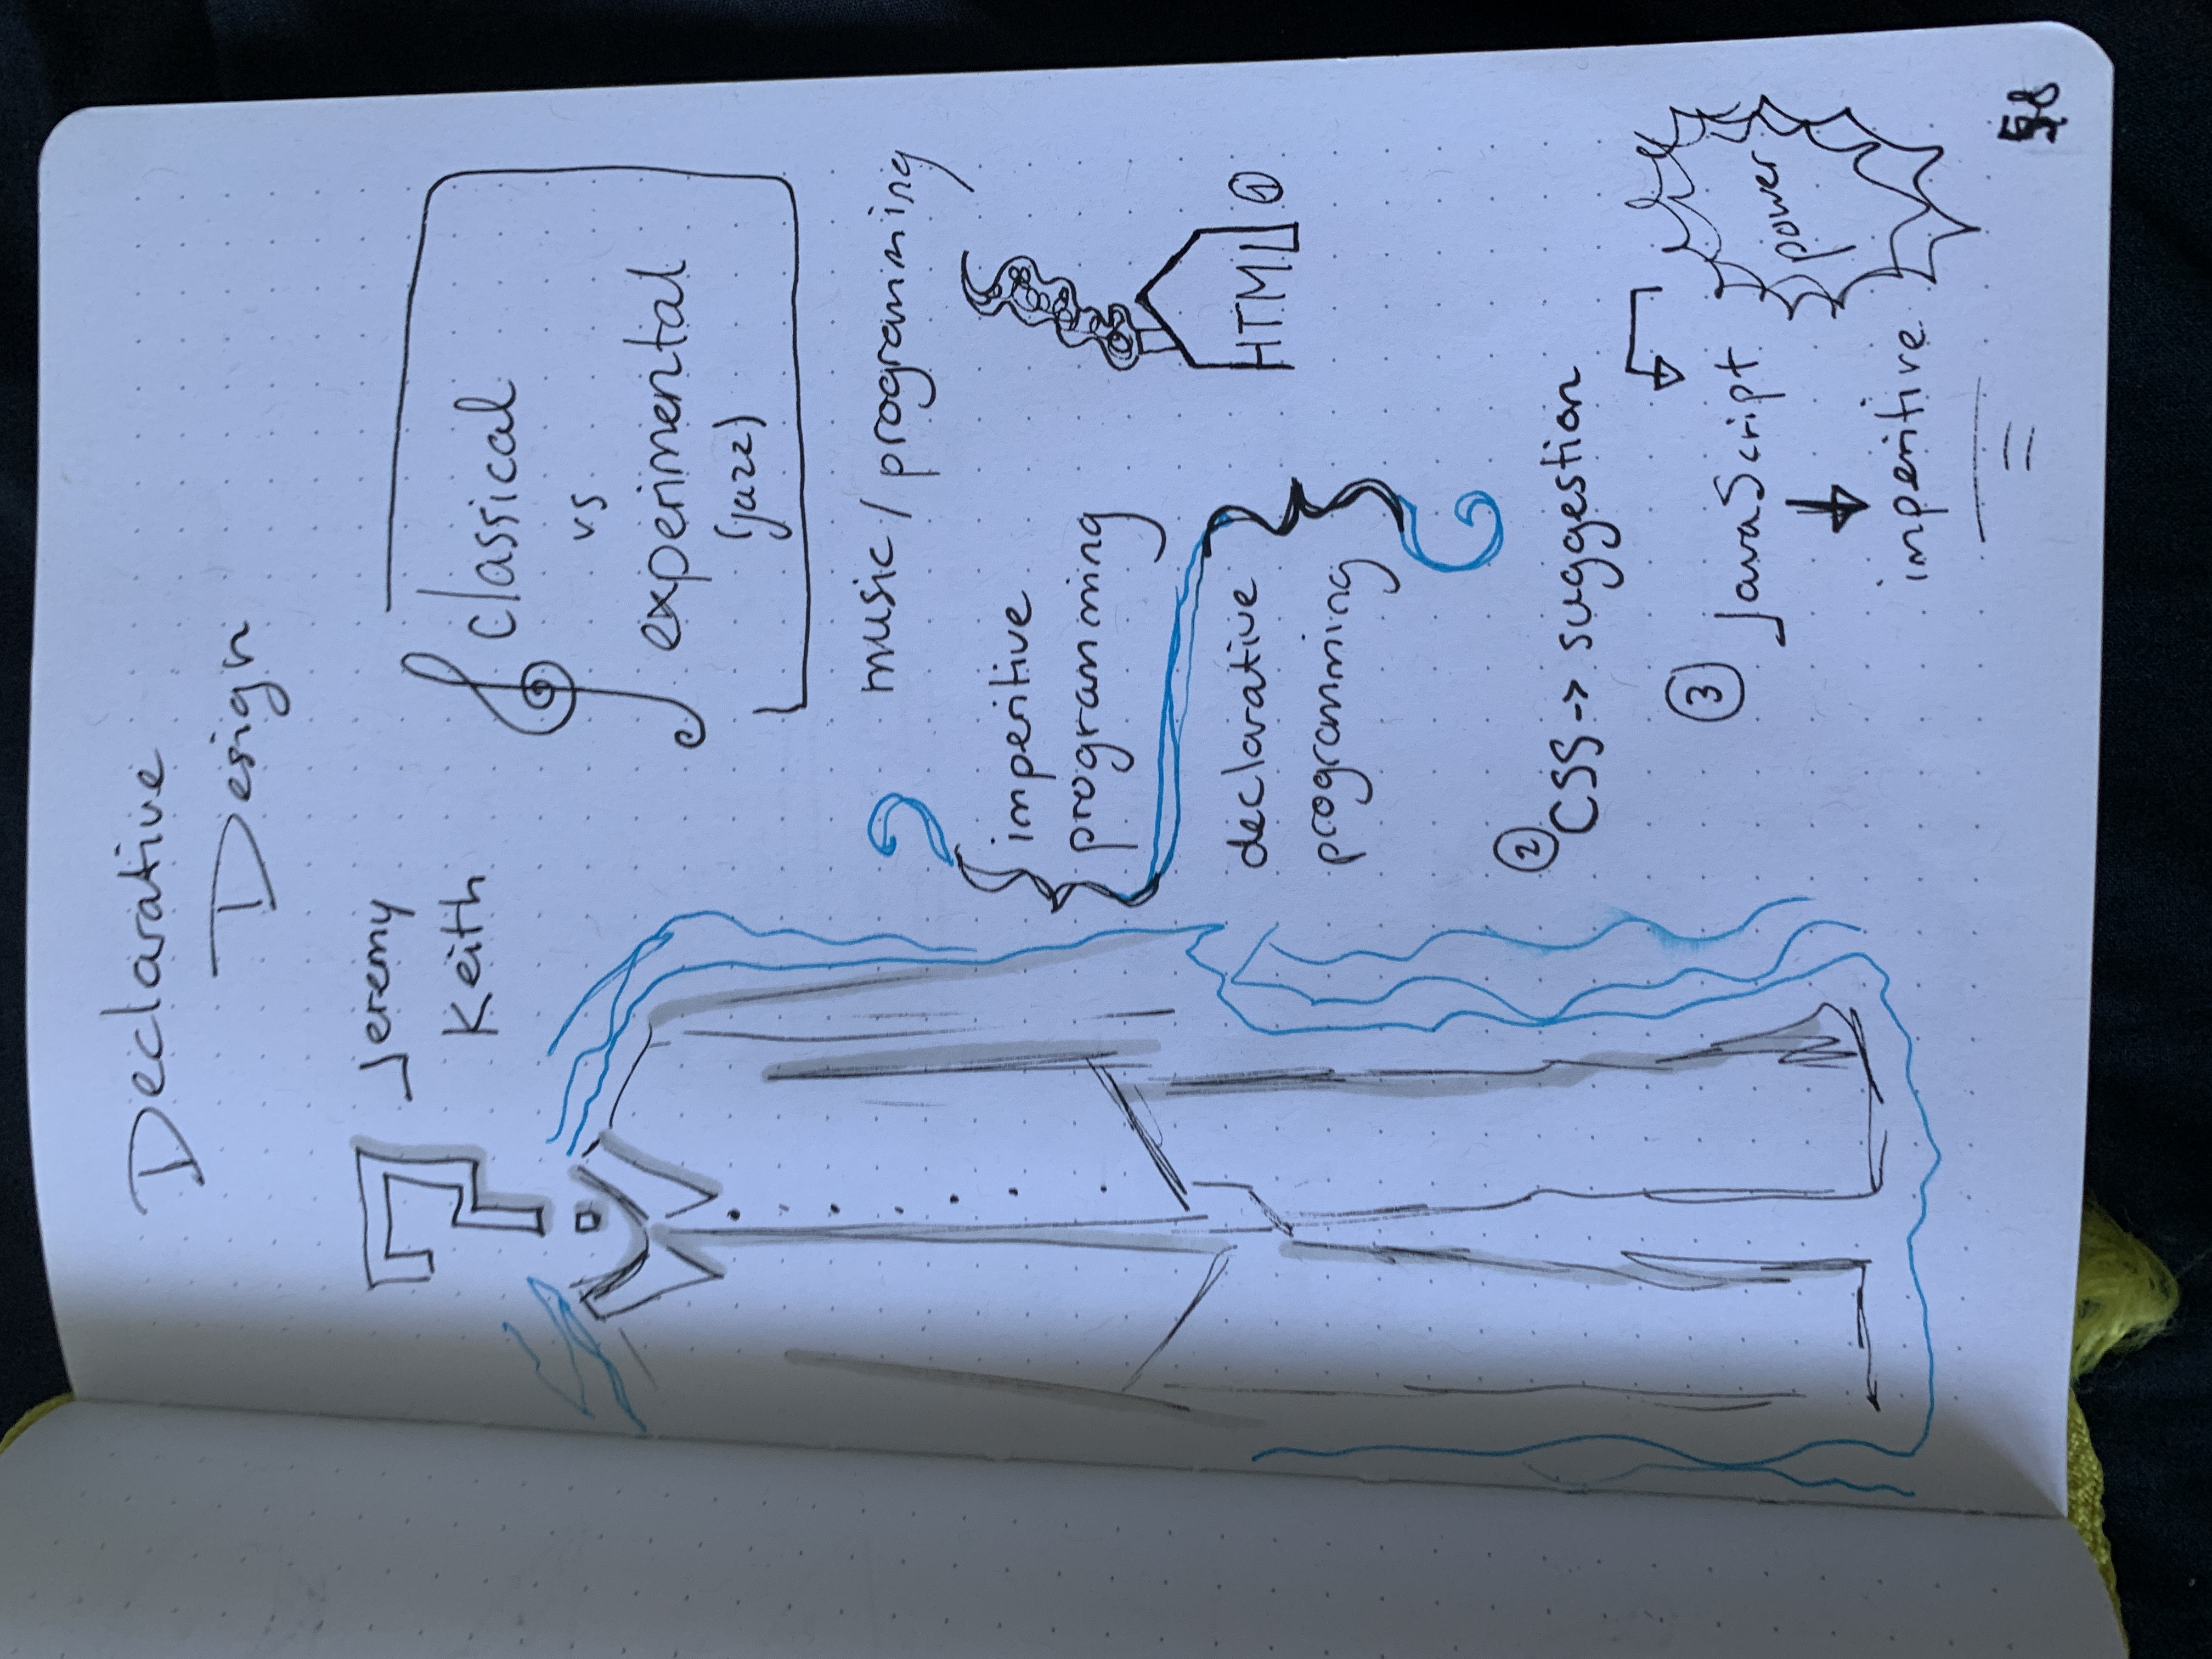 Declarative
Design
Jeremy
Keith
classical
vs
experimental
(jazz)
music / programming
imperitive
programming
declarative
programming
HTML 1
2
CSS -> suggestion
3
JavaScript
power
imperitive
58